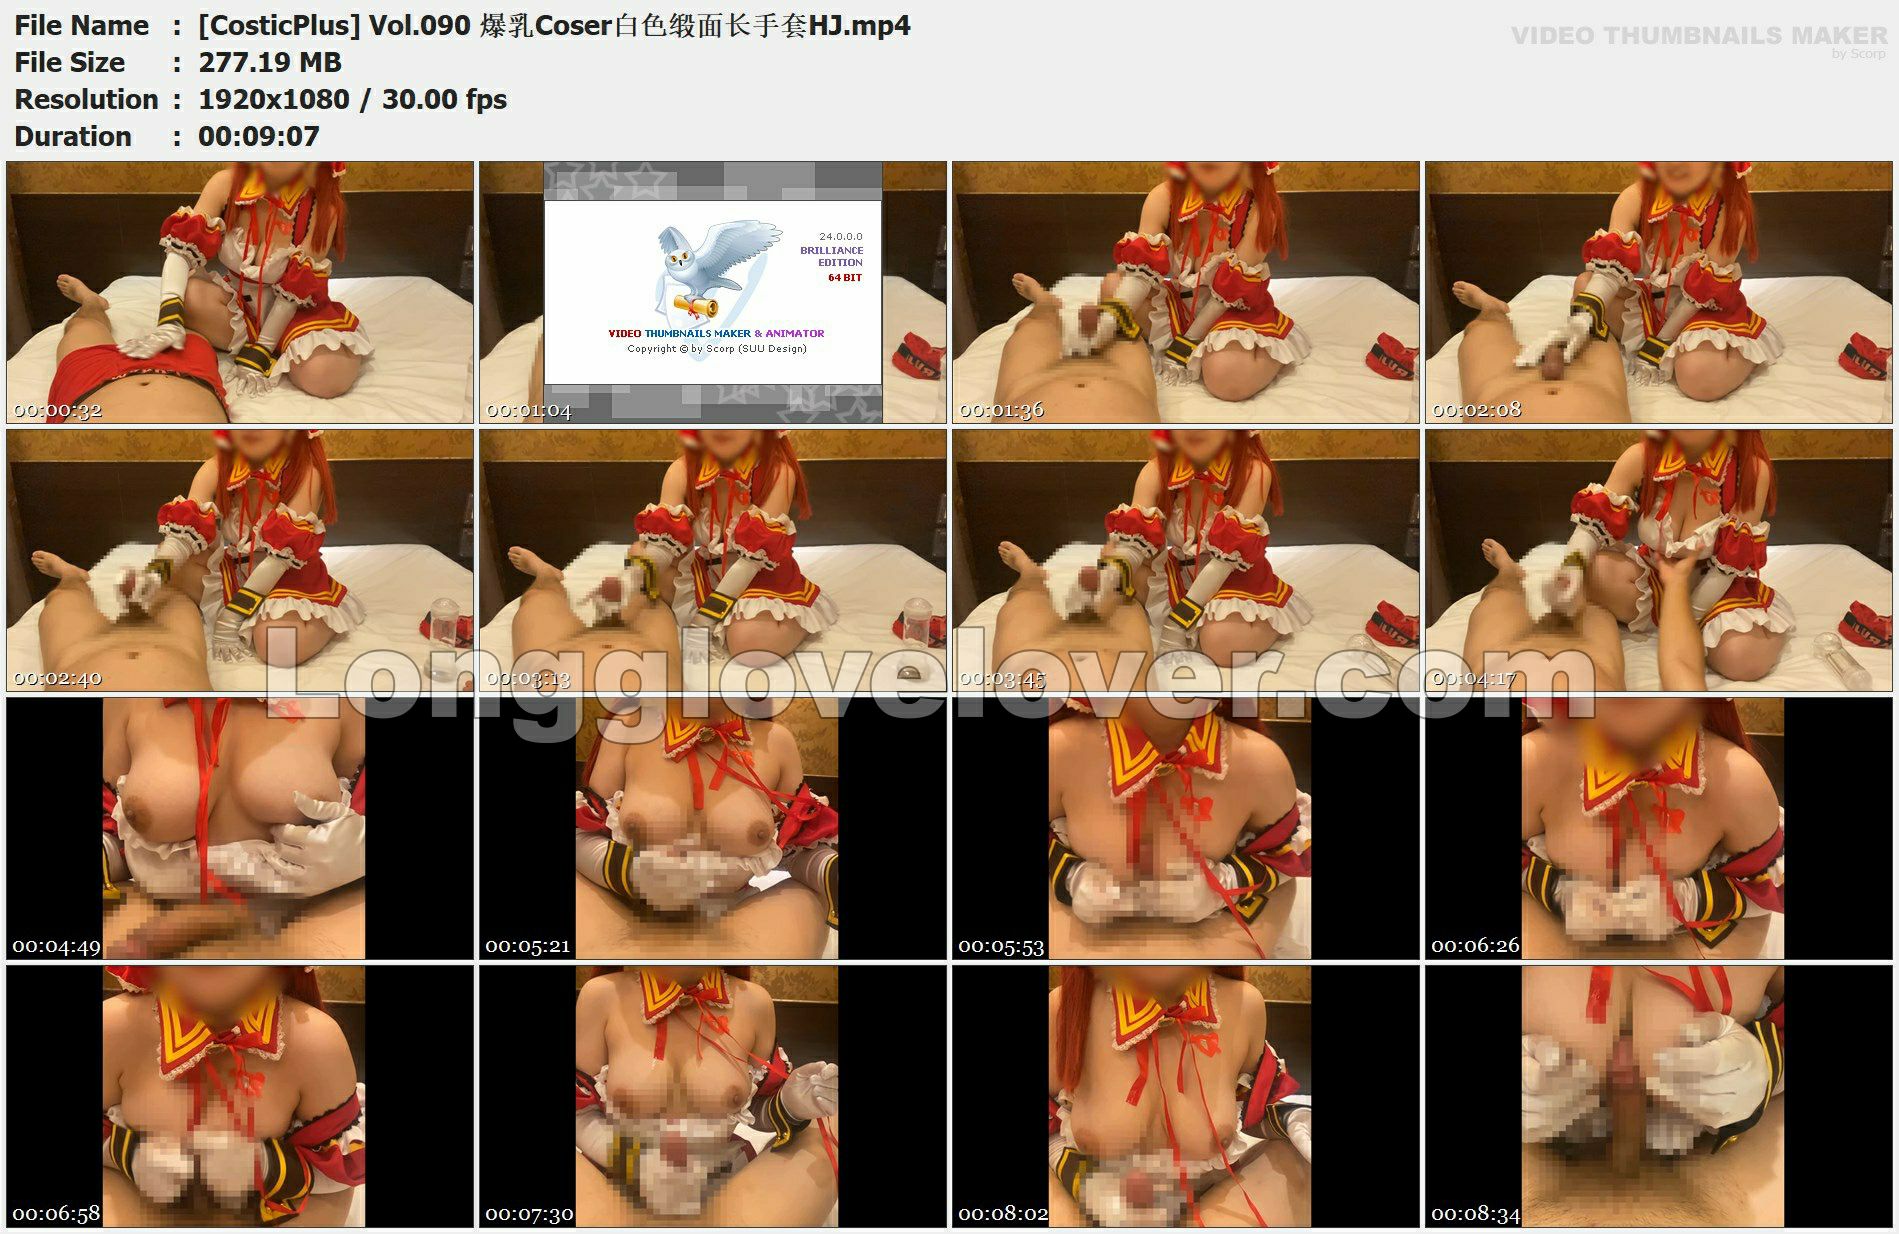 File Name : [CosticPlus] Vol.090 爆乳Coser白色缎面长手套HJ.mp4
File Size : 277.19 MB
Resolution : 1920x1080 / 30.00 fps
Duration : 00:09:07
VIDEO THUMBNAILS MAKER
by Scorp
24.0.0.0
BRILLIANCE
EDITION
64 BIT
VIDEO THUMBNAILS MAKER & ANIMATOR
Copyright © by Scorp (SUU Design)
00:00:32
00:01:04
00:01:36
00:02:08
00:02:40
00:03:13
00:03:45
00:04:17
Longglovelover.com
00:04:49
00:05:21
00:05:53
00:06:26
00:06:58
00:07:30
00:08:02
00:08:34